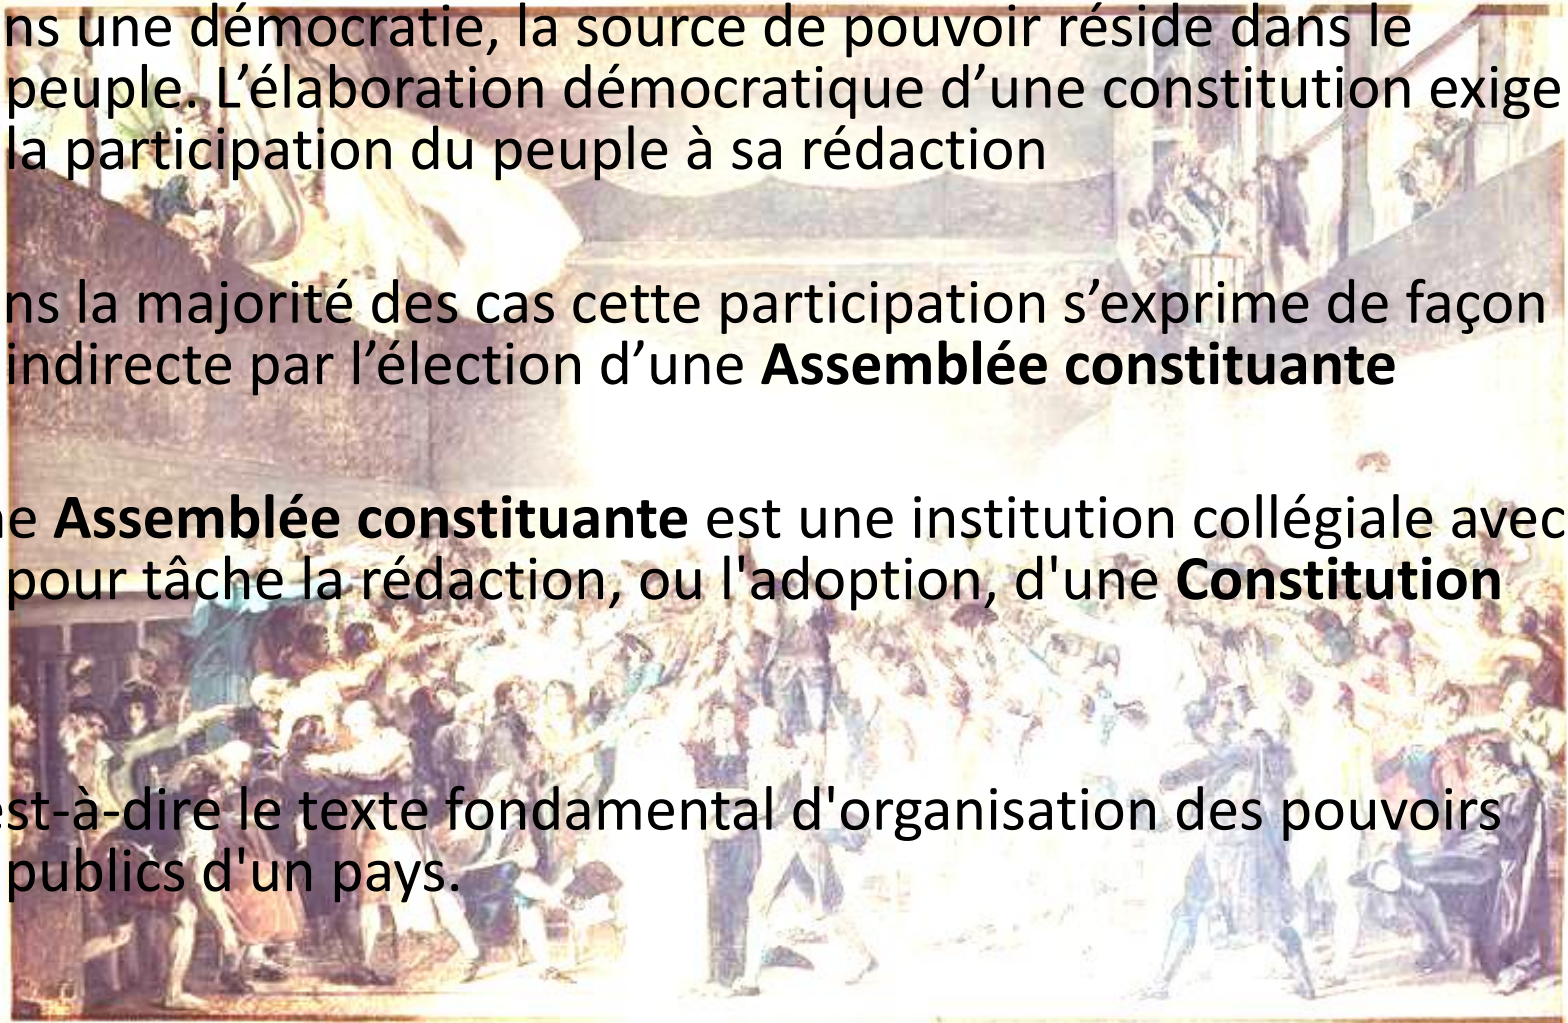 ns une démocratie, la source de pouvoir réside dans le
peuple. L’élaboration démocratique d’une constitution exige
la participation du peuple à sa rédaction
ns la majorité des cas cette participation s’exprime de façon
indirecte par l’élection d’une Assemblée constituante
e Assemblée constituante est une institution collégiale avec
pour tâche la rédaction, ou l'adoption, d'une Constitution
est-à-dire le texte fondamental d'organisation des pouvoirs
publics d'un pays.